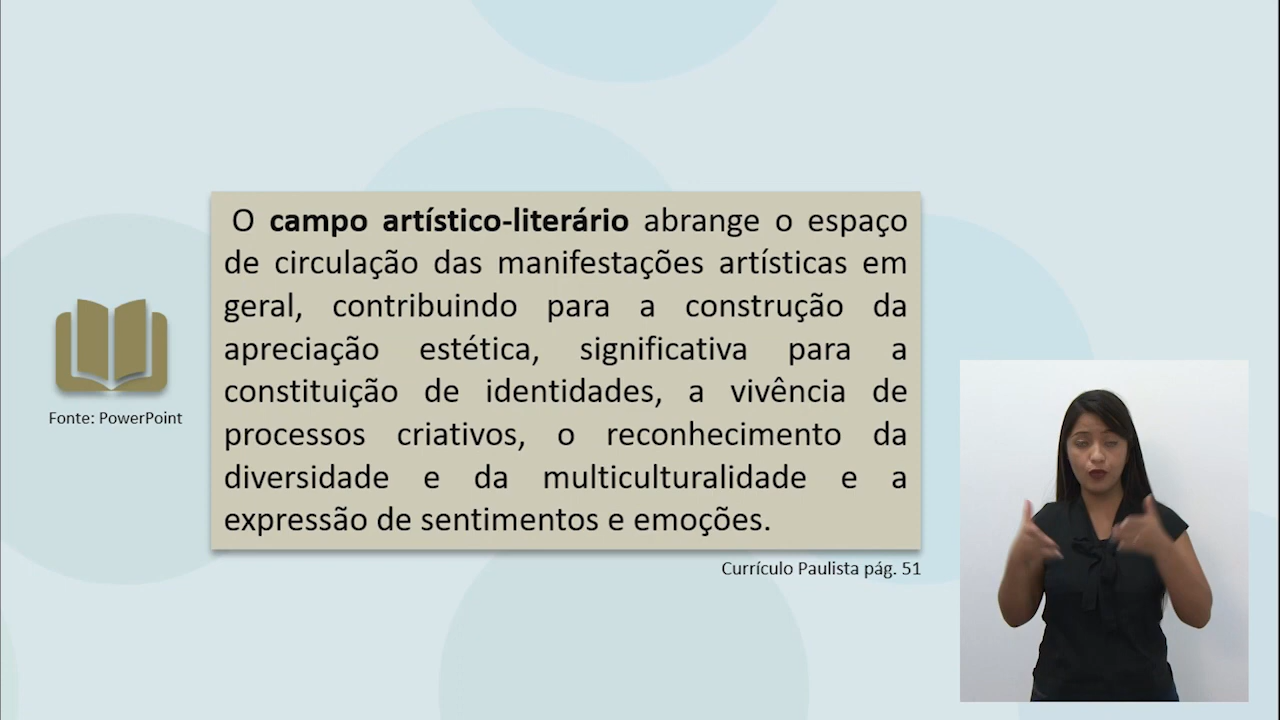 O campo artístico-literário abrange o espaço
de circulação das manifestações artísticas em
geral, contribuindo para a construção da
apreciação estética, significativa para a
constituição de identidades, a vivência de
processos criativos, o reconhecimento da
diversidade e da multiculturalidade e a
expressão de sentimentos e emoções.
Fonte: PowerPoint
Currículo Paulista pág. 51